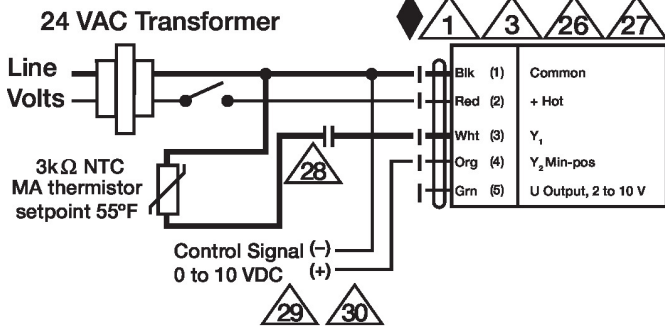 24 VAC Transformer
1 3 26 27
Line
Volts
Blk (1) Common
Red (2) + Hot
Wht (3) Y₁
Org (4) Y₂ Min-pos
Grn (5) U Output, 2 to 10 V
28
3kΩ NTC
MA thermistor
setpoint 55ºF
Control Signal (–)
0 to 10 VDC (+)
29 30